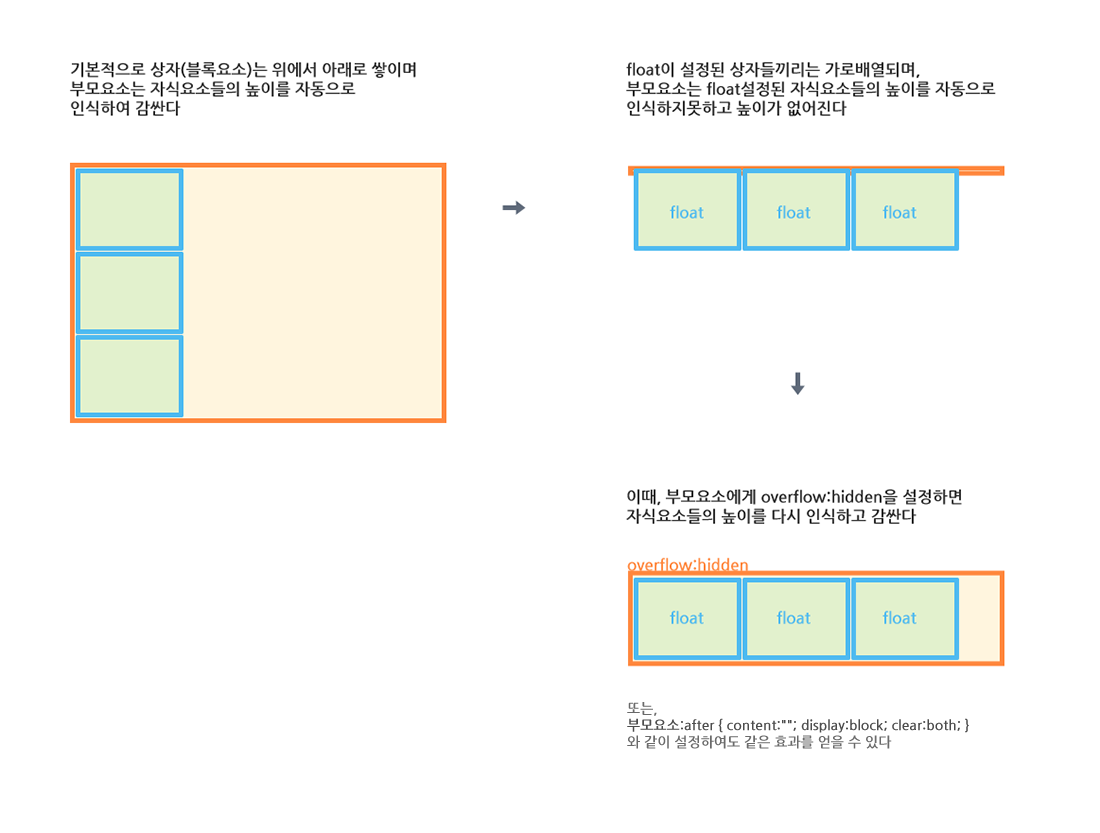 기본적으로 상자(블록요소)는 위에서 아래로 쌓이며
부모요소는 자식요소들의 높이를 자동으로
인식하여 감싼다
float이 설정된 상자들끼리는 가로배열되며,
부모요소는 float설정된 자식요소들의 높이를 자동으로
인식하지못하고 높이가 없어진다
float
float
float
이때, 부모요소에게 overflow:hidden을 설정하면
자식요소들의 높이를 다시 인식하고 감싼다
overflow:hidden
float
float
float
또는,
부모요소:after { content:""; display:block; clear:both; }
와 같이 설정하여도 같은 효과를 얻을 수 있다